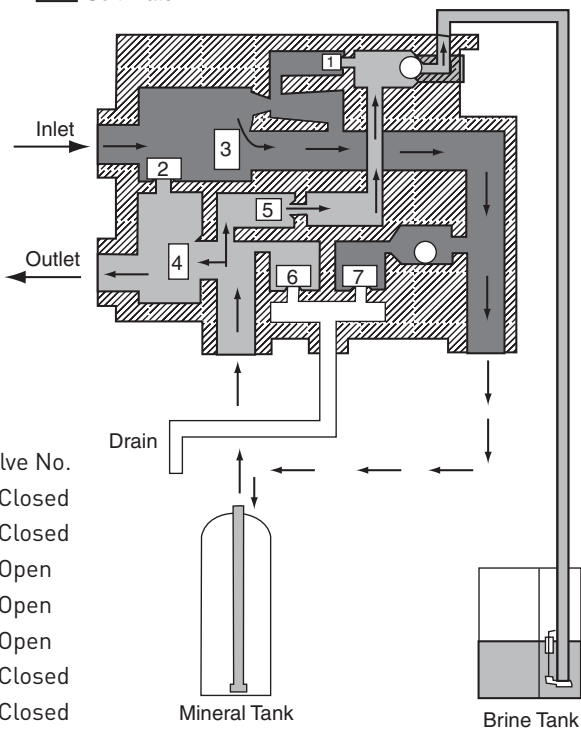 1
Inlet
3
2
5
Outlet
4
6
7
Drain
lve No.
Closed
Closed
Open
Open
Open
Closed
Closed
Mineral Tank
Brine Tank